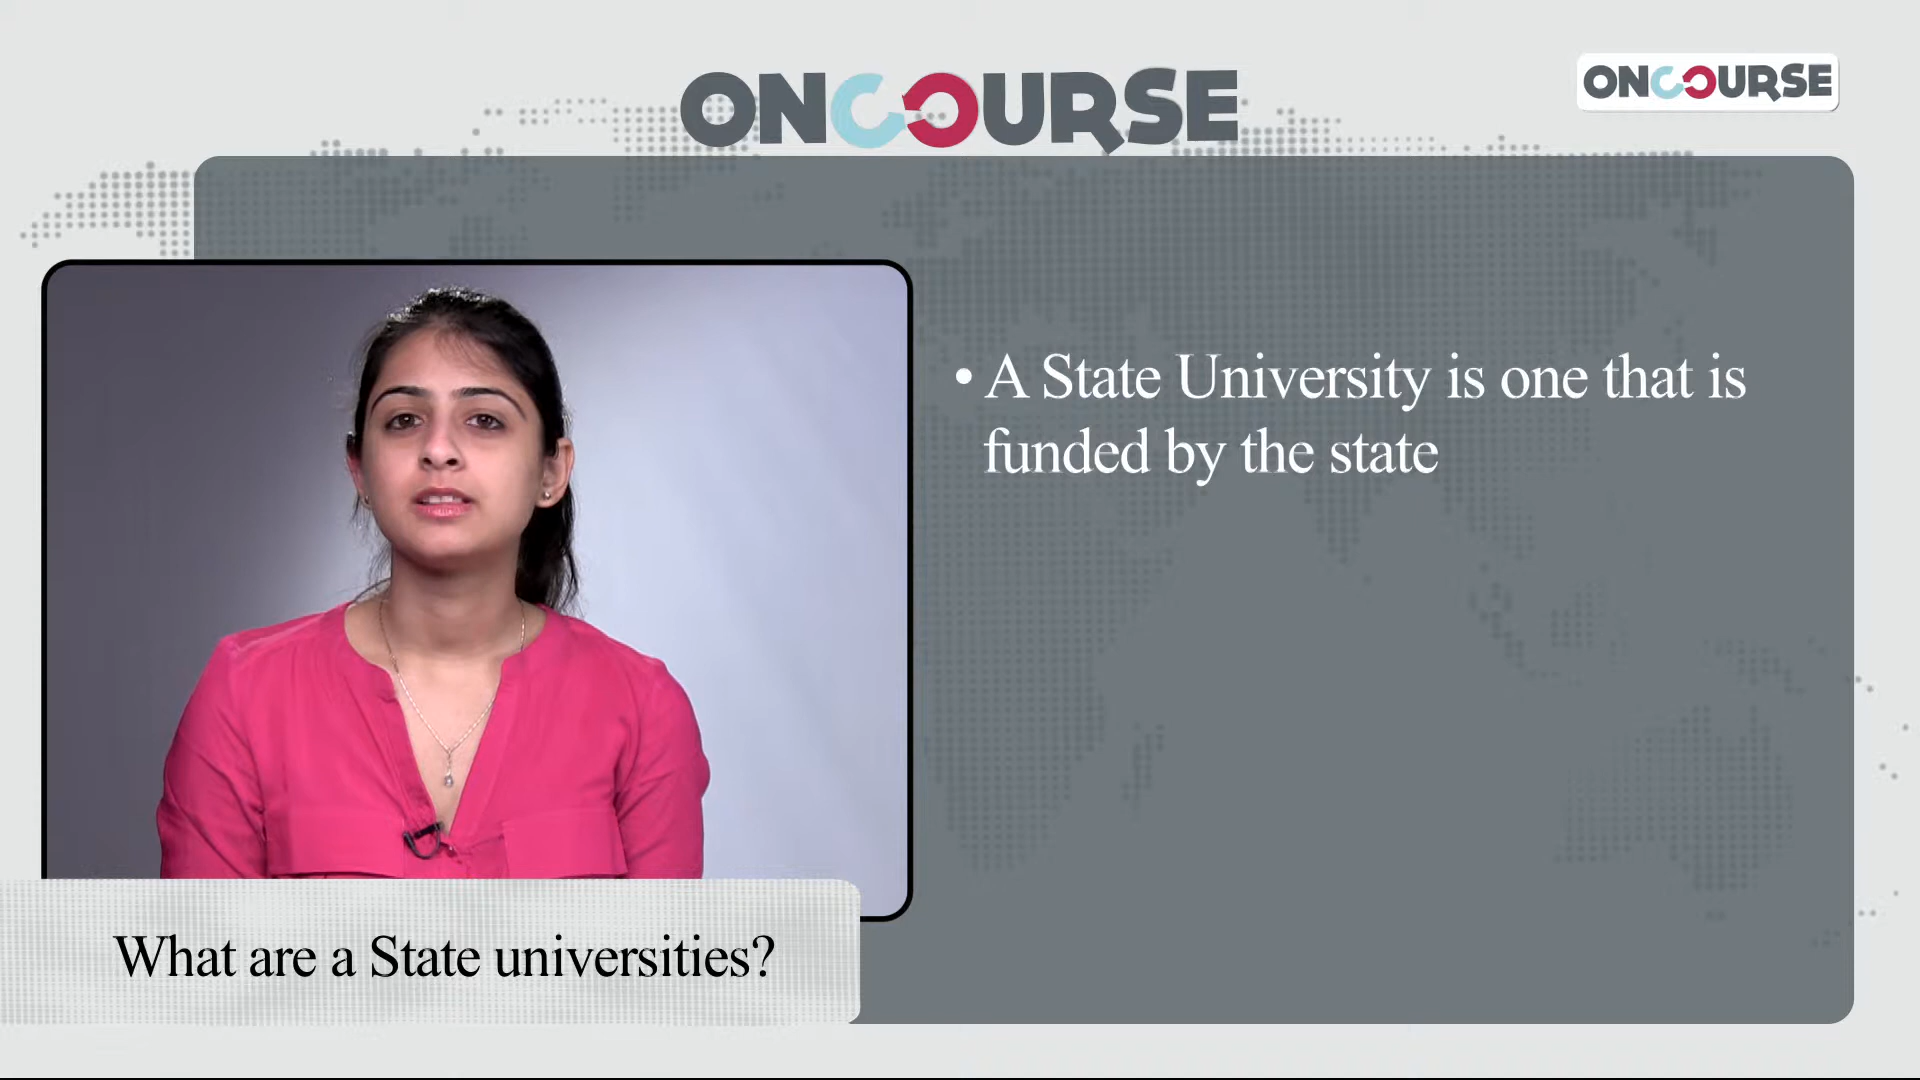 ONCOURSE
ONCOURSE
• A State University is one that is
funded by the state
What are a State universities?